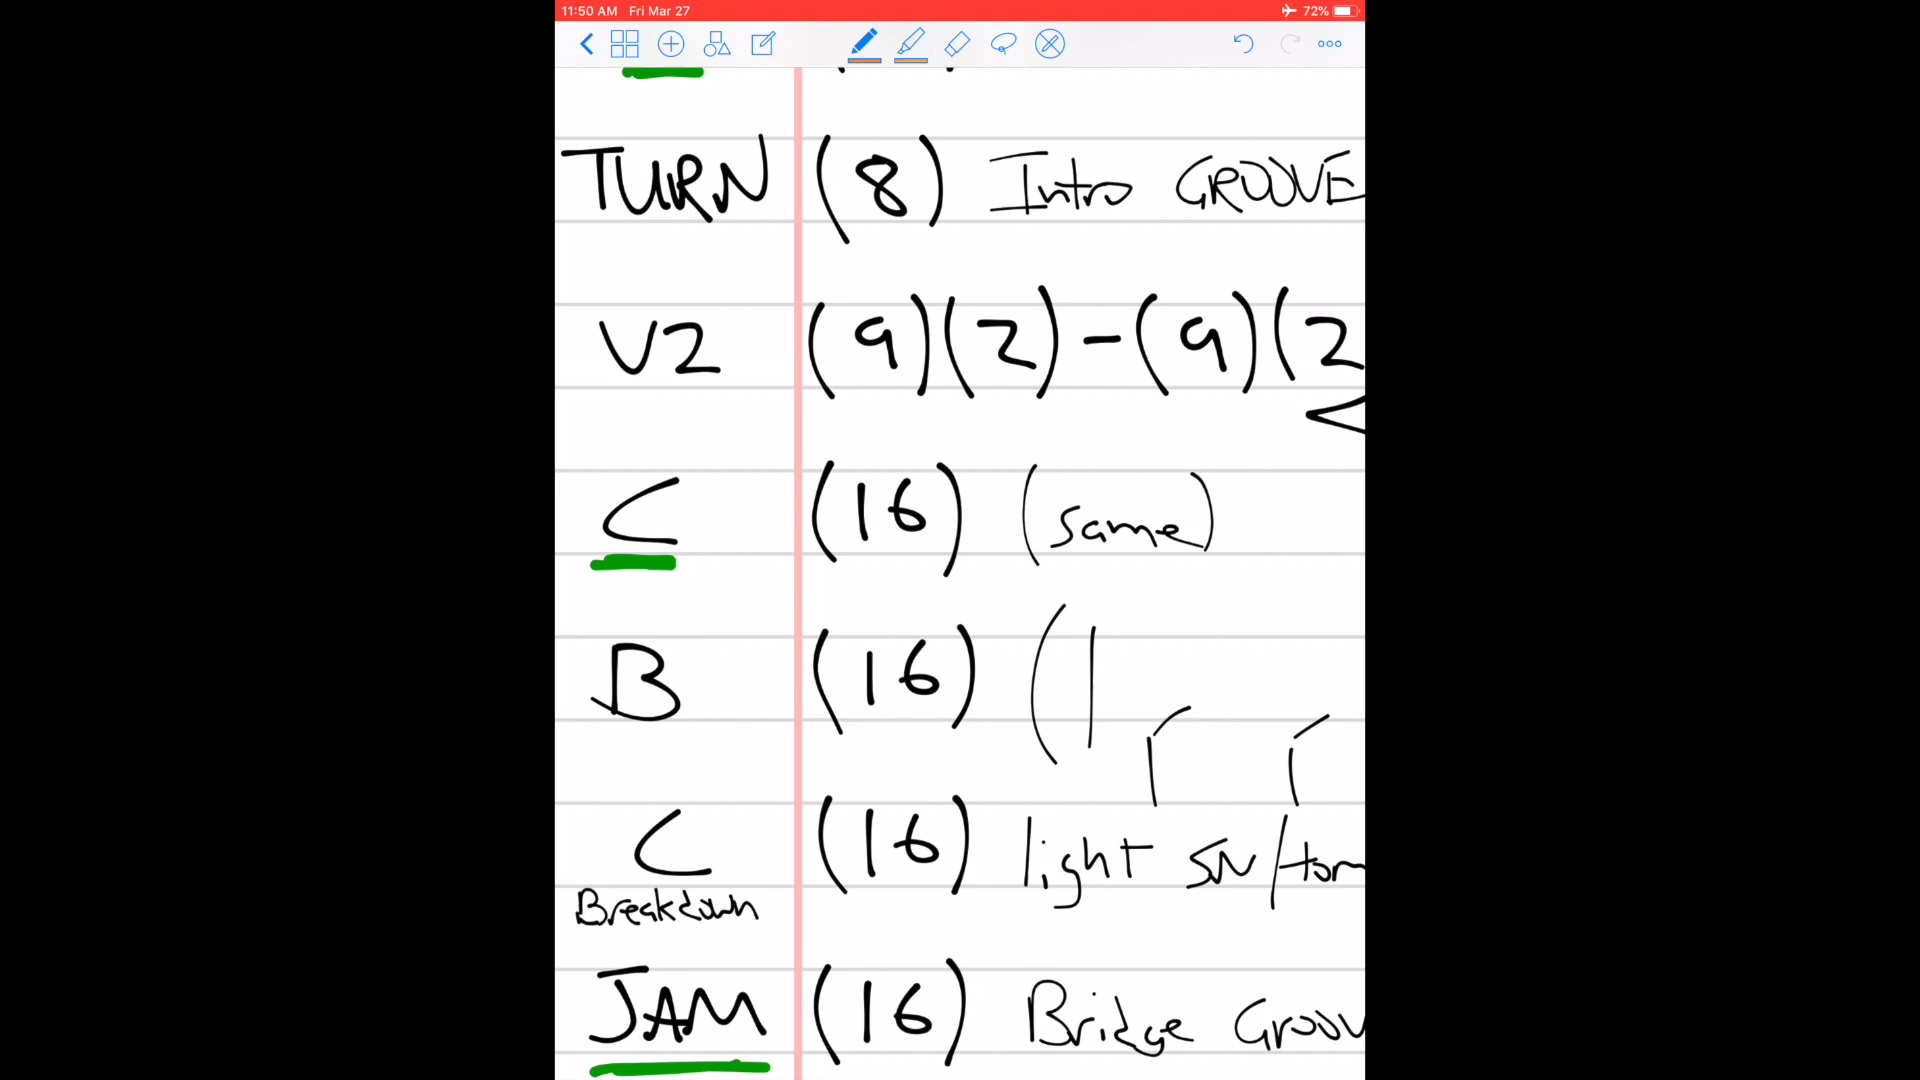 11:50 AM Fri Mar 27 72%
TURN (8) Intro GROOVE
V2 (9)(2)-(9)(2
<
C (16) (same)
B (16) (
C (16) light SN/tom
Breakdown
JAM (16) Bridge Groov